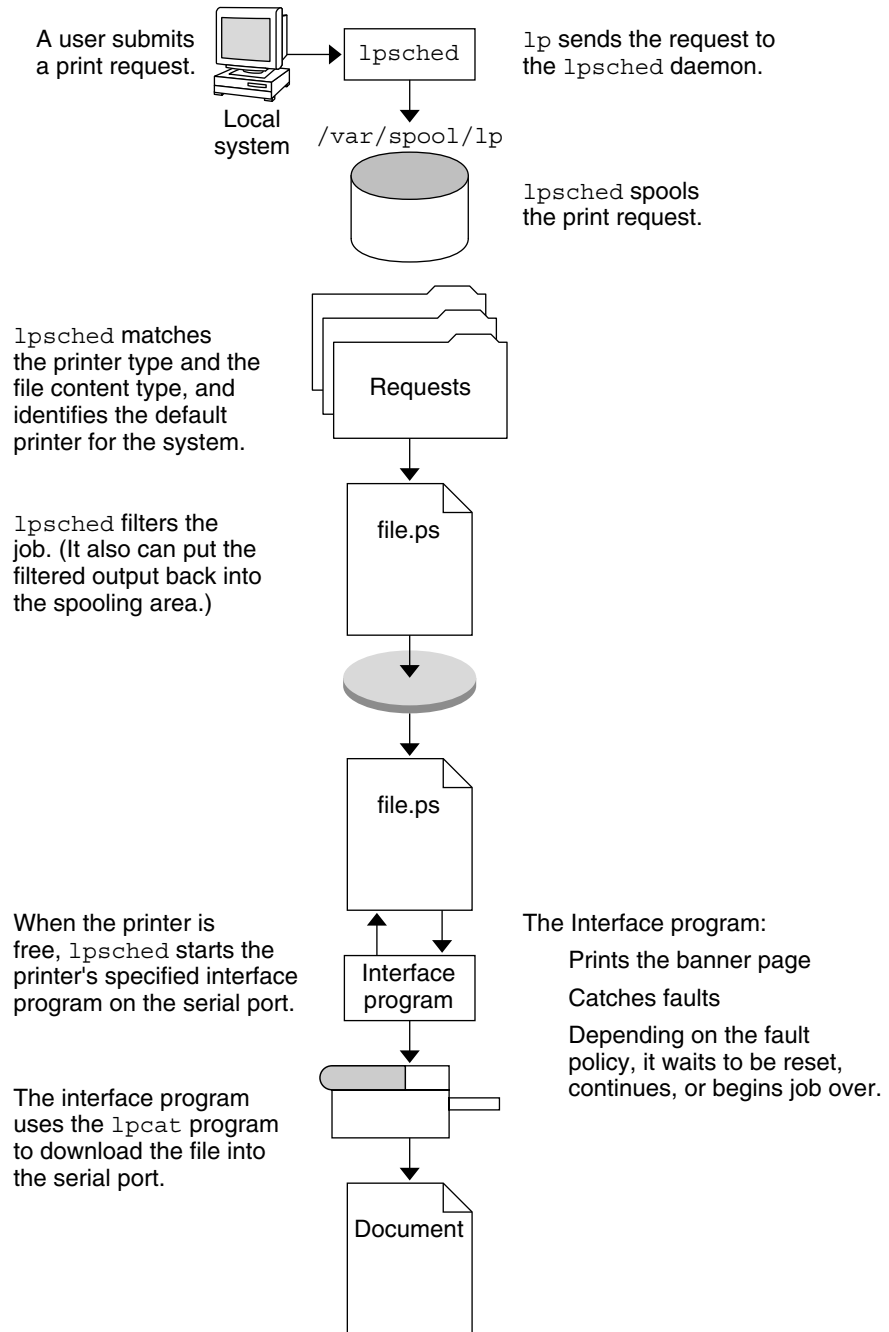 A user submits
a print request.
Local
system
lpsched
lp sends the request to
the lpsched daemon.
/var/spool/lp
lpsched spools
the print request.
lpsched matches
the printer type and the
file content type, and
identifies the default
printer for the system.
Requests
lpsched filters the
job. (It also can put the
filtered output back into
the spooling area.)
file.ps
file.ps
When the printer is
free, lpsched starts the
printer's specified interface
program on the serial port.
Interface
program
The Interface program:
Prints the banner page
Catches faults
Depending on the fault
policy, it waits to be reset,
continues, or begins job over.
The interface program
uses the lpcat program
to download the file into
the serial port.
Document